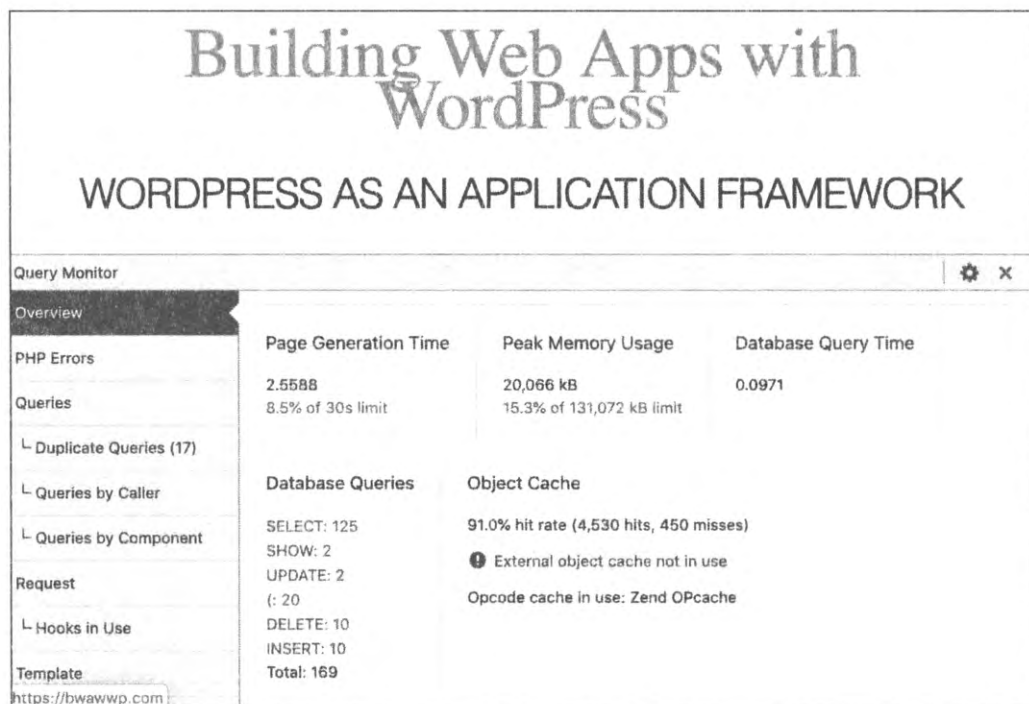 Building Web Apps with
WordPress
WORDPRESS AS AN APPLICATION FRAMEWORK
Query Monitor
Overview
PHP Errors
Queries
└ Duplicate Queries (17)
└ Queries by Caller
└ Queries by Component
Request
└ Hooks in Use
Template
https://bwawwp.com
Page Generation Time
2.5588
8.5% of 30s limit
Peak Memory Usage
20,066 kB
15.3% of 131,072 kB limit
Database Query Time
0.0971
Database Queries
SELECT: 125
SHOW: 2
UPDATE: 2
(: 20
DELETE: 10
INSERT: 10
Total: 169
Object Cache
91.0% hit rate (4,530 hits, 450 misses)
External object cache not in use
Opcode cache in use: Zend OPcache